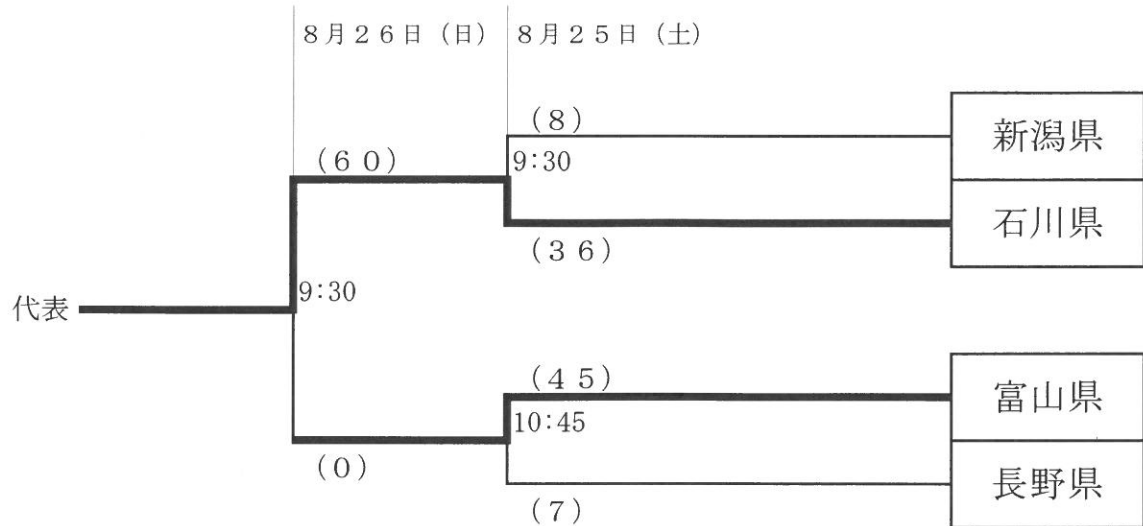 8月26日（日） 8月25日（土）
（8） 新潟県
（60） 9:30
石川県
（36）
9:30
代表
（45） 富山県
10:45
（0） 長野県
（7）